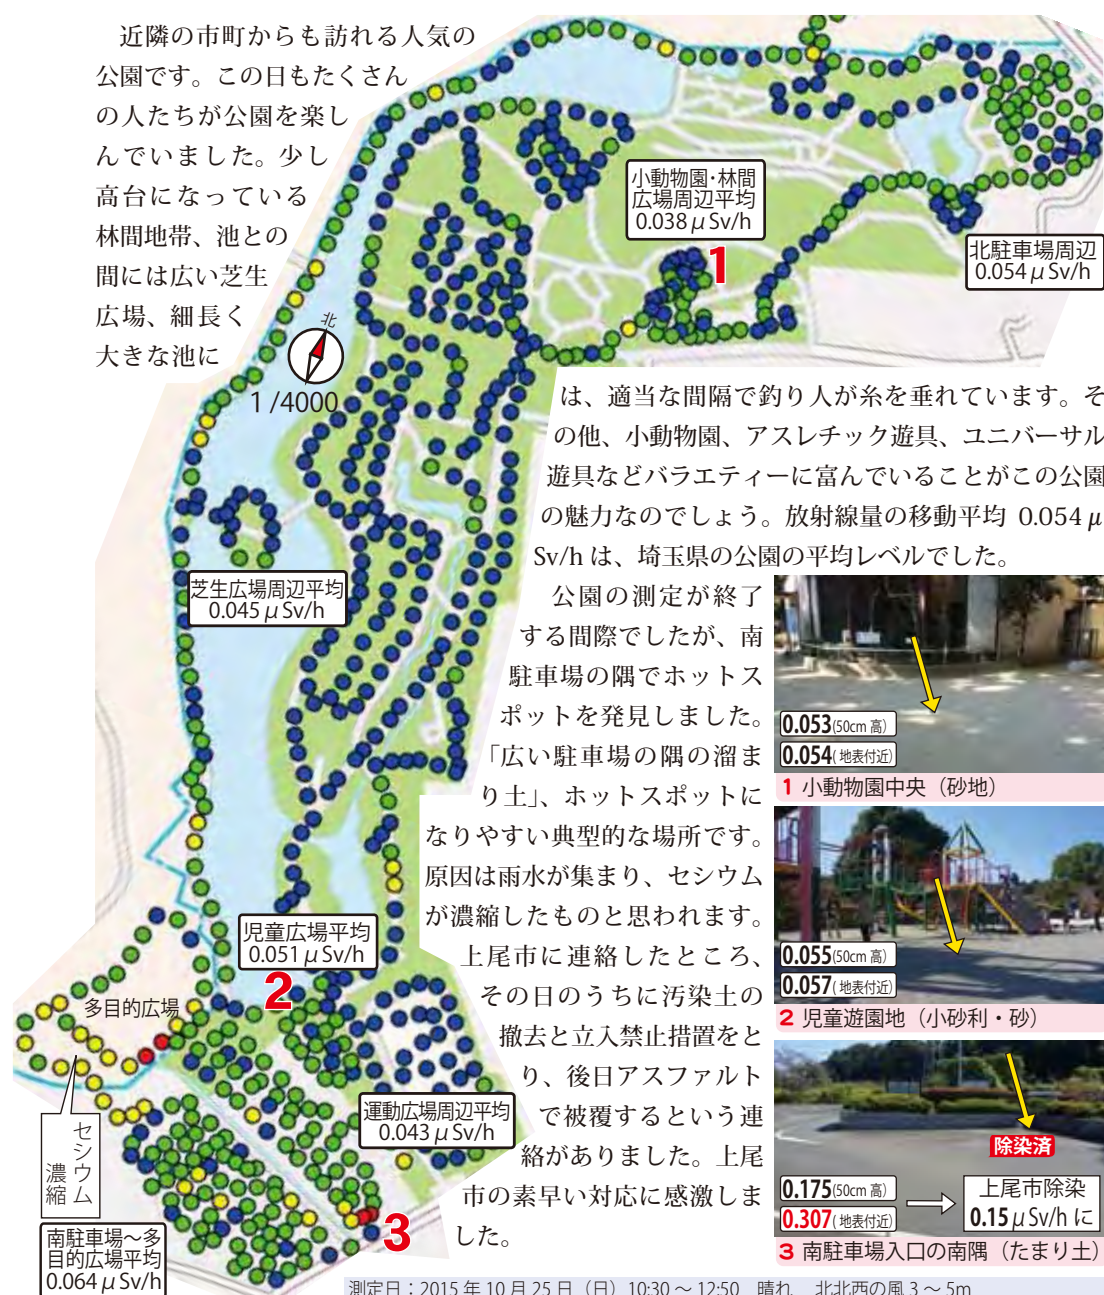 近隣の市町からも訪れる人気の
公園です。この日もたくさん
の人たちが公園を楽し
んでいました。少し
高台になっている
林間地帯、池との
間には広い芝生
広場、細長く
大きな池に
は、適当な間隔で釣り人が糸を垂れています。そ
の他、小動物園、アスレチック遊具、ユニバーサル
遊具などバラエティーに富んでいることがこの公園
の魅力なのでしょう。放射線量の移動平均 0.054 μ
Sv/h は、埼玉県の公園の平均レベルでした。
公園の測定が終了
する間際でしたが、南
駐車場の隅でホットス
ポットを発見しました。
「広い駐車場の隅の溜ま
り土」、ホットスポットに
なりやすい典型的な場所です。
原因は雨水が集まり、セシウム
が濃縮したものと思われます。
上尾市に連絡したところ、
その日のうちに汚染土の
撤去と立入禁止措置をと
り、後日アスファルト
で被覆するという連
絡がありました。上尾
市の素早い対応に感激しま
した。
北
1 /4000
小動物園・林間
広場周辺平均
0.038 μ Sv/h
1
北駐車場周辺
0.054 μ Sv/h
芝生広場周辺平均
0.045 μ Sv/h
児童広場平均
0.051 μ Sv/h
2
多目的広場
セシウム
濃縮
運動広場周辺平均
0.043 μ Sv/h
南駐車場～多
目的広場平均
0.064 μ Sv/h
3
0.053(50cm 高)
0.054(地表付近)
1 小動物園中央（砂地）
0.055(50cm 高)
0.057(地表付近)
2 児童遊園地（小砂利・砂）
除染済
0.175(50cm 高)
0.307(地表付近)
上尾市除染
0.15 μ Sv/h に
3 南駐車場入口の南隅（たまり土）
測定日：2015 年 10 月 25 日（日）10:30 ～ 12:50 晴れ 北北西の風 3 ～ 5m